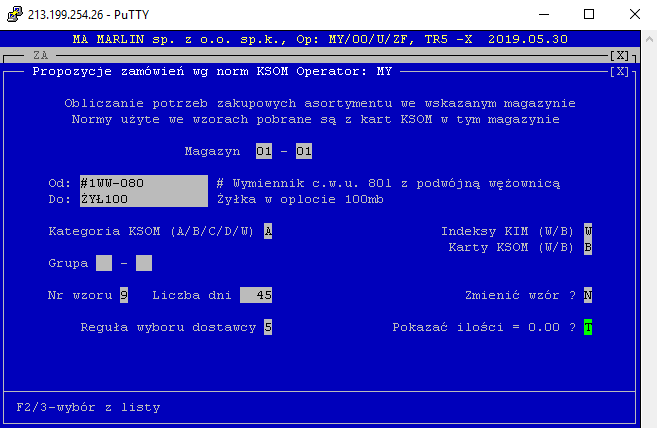 213.199.254.26 - PuTTY
MA MARLIN sp. z o.o. sp.k., Op: MY/00/U/ZF, TR5 -X 2019.05.30
ZA [X]
Propozycje zamówień wg norm KSOM Operator: MY [X]
Obliczanie potrzeb zakupowych asortymentu we wskazanym magazynie
Normy użyte we wzorach pobrane są z kart KSOM w tym magazynie
Magazyn 01 - 01
Od: #1WW-080 # Wymiennik c.w.u. 80l z podwójną wężownicą
Do: ŻYŁ100 Żyłka w oplocie 100mb
Kategoria KSOM (A/B/C/D/W) A Indeksy KIM (W/B) W
Karty KSOM (W/B) B
Grupa -
Nr wzoru 9 Liczba dni 45 Zmienić wzór ? N
Reguła wyboru dostawcy 5 Pokazać ilości = 0.00 ? T
F2/3-wybór z listy